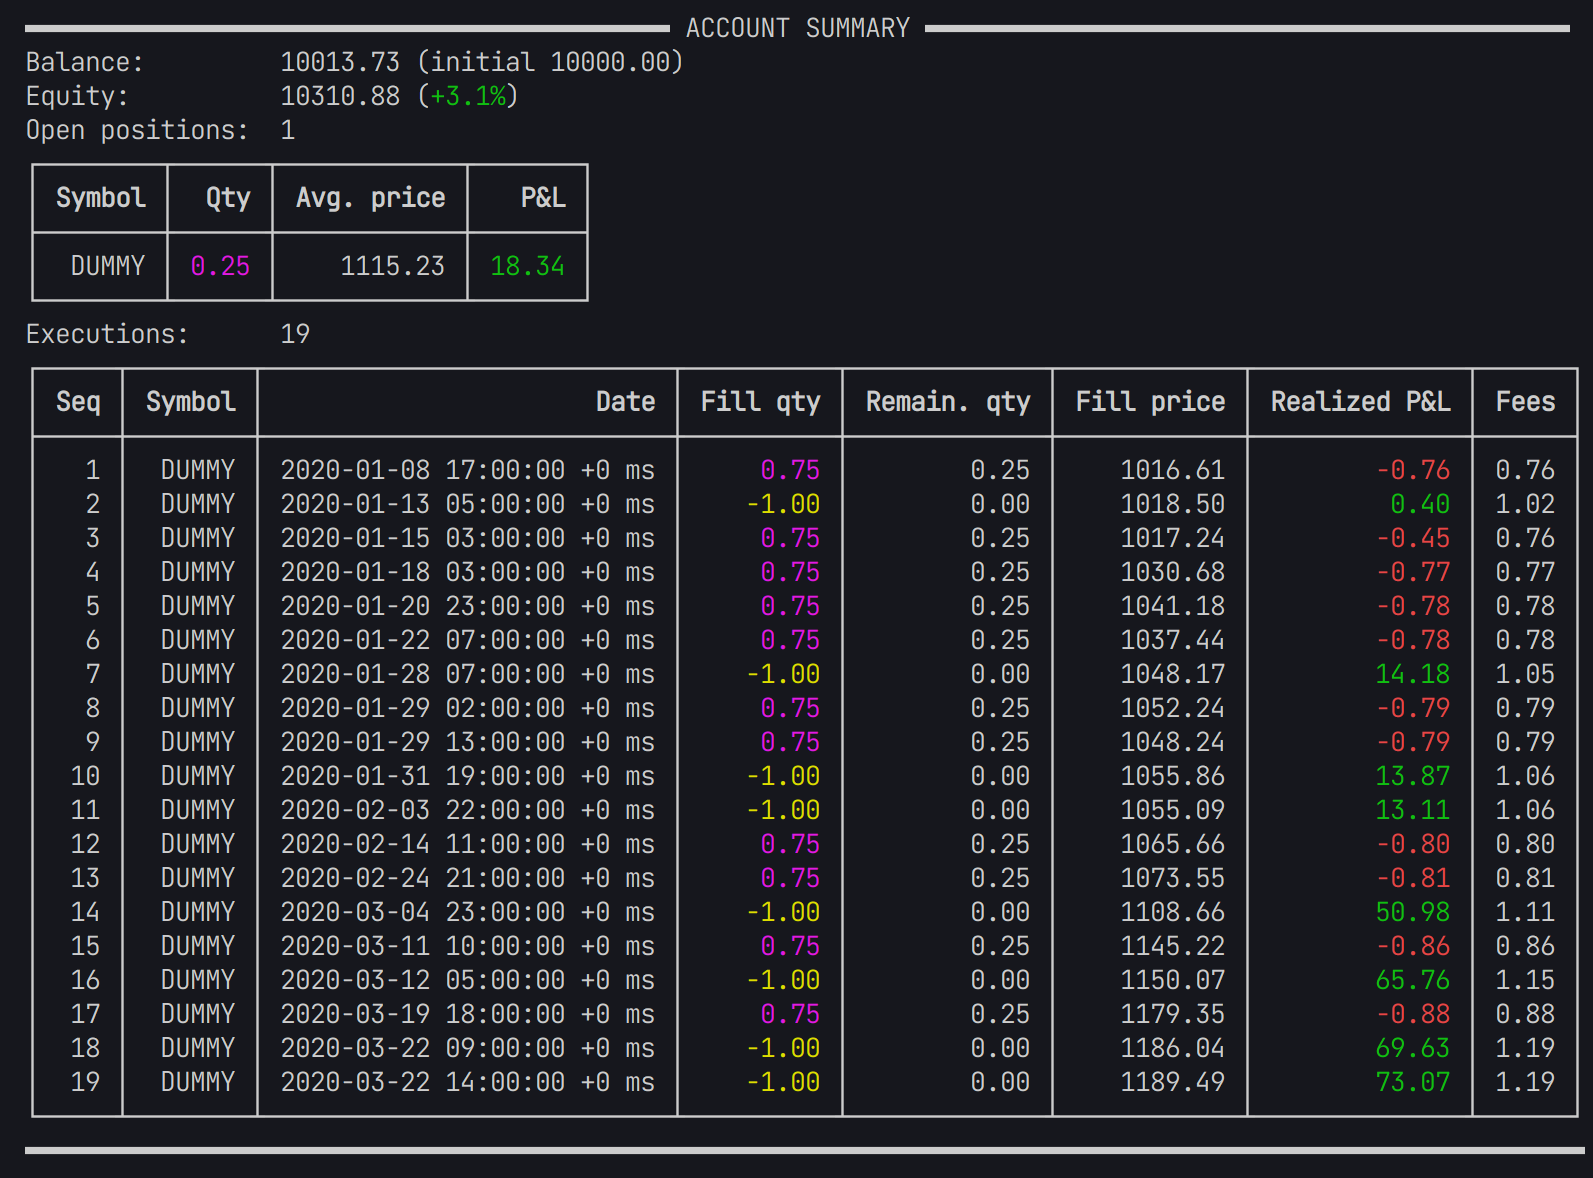 ACCOUNT SUMMARY
Balance: 10013.73 (initial 10000.00)
Equity: 10310.88 (+3.1%)
Open positions: 1
Symbol Qty Avg. price P&L
DUMMY 0.25 1115.23 18.34
Executions: 19
Seq Symbol Date Fill qty Remain. qty Fill price Realized P&L Fees
1 DUMMY 2020-01-08 17:00:00 +0 ms 0.75 0.25 1016.61 -0.76 0.76
2 DUMMY 2020-01-13 05:00:00 +0 ms -1.00 0.00 1018.50 0.40 1.02
3 DUMMY 2020-01-15 03:00:00 +0 ms 0.75 0.25 1017.24 -0.45 0.76
4 DUMMY 2020-01-18 03:00:00 +0 ms 0.75 0.25 1030.68 -0.77 0.77
5 DUMMY 2020-01-20 23:00:00 +0 ms 0.75 0.25 1041.18 -0.78 0.78
6 DUMMY 2020-01-22 07:00:00 +0 ms 0.75 0.25 1037.44 -0.78 0.78
7 DUMMY 2020-01-28 07:00:00 +0 ms -1.00 0.00 1048.17 14.18 1.05
8 DUMMY 2020-01-29 02:00:00 +0 ms 0.75 0.25 1052.24 -0.79 0.79
9 DUMMY 2020-01-29 13:00:00 +0 ms 0.75 0.25 1048.24 -0.79 0.79
10 DUMMY 2020-01-31 19:00:00 +0 ms -1.00 0.00 1055.86 13.87 1.06
11 DUMMY 2020-02-03 22:00:00 +0 ms -1.00 0.00 1055.09 13.11 1.06
12 DUMMY 2020-02-14 11:00:00 +0 ms 0.75 0.25 1065.66 -0.80 0.80
13 DUMMY 2020-02-24 21:00:00 +0 ms 0.75 0.25 1073.55 -0.81 0.81
14 DUMMY 2020-03-04 23:00:00 +0 ms -1.00 0.00 1108.66 50.98 1.11
15 DUMMY 2020-03-11 10:00:00 +0 ms 0.75 0.25 1145.22 -0.86 0.86
16 DUMMY 2020-03-12 05:00:00 +0 ms -1.00 0.00 1150.07 65.76 1.15
17 DUMMY 2020-03-19 18:00:00 +0 ms 0.75 0.25 1179.35 -0.88 0.88
18 DUMMY 2020-03-22 09:00:00 +0 ms -1.00 0.00 1186.04 69.63 1.19
19 DUMMY 2020-03-22 14:00:00 +0 ms -1.00 0.00 1189.49 73.07 1.19